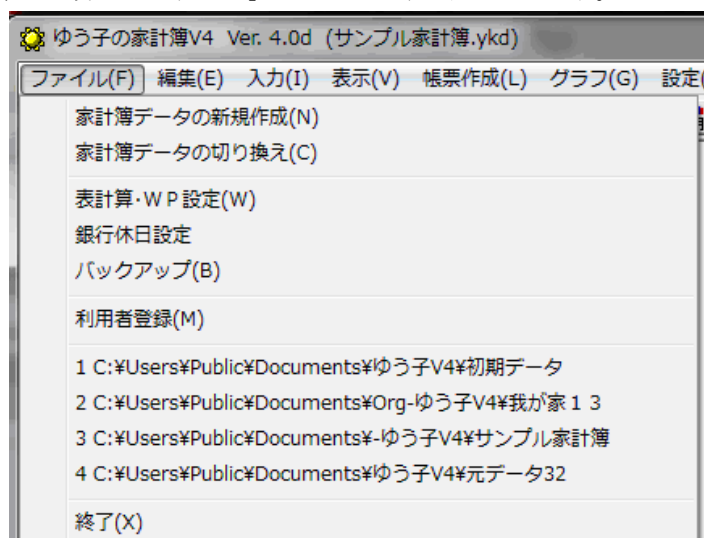 ゆう子の家計簿V4 Ver. 4.0d (サンプル家計簿.ykd)
ファイル(F) 編集(E) 入力(I) 表示(V) 帳票作成(L) グラフ(G) 設定(
家計簿データの新規作成(N)
家計簿データの切り換え(C)
表計算・ＷＰ設定(W)
銀行休日設定
バックアップ(B)
利用者登録(M)
1 C:¥Users¥Public¥Documents¥ゆう子V4¥初期データ
2 C:¥Users¥Public¥Documents¥Org-ゆう子V4¥我が家１３
3 C:¥Users¥Public¥Documents¥-ゆう子V4¥サンプル家計簿
4 C:¥Users¥Public¥Documents¥ゆう子V4¥元データ32
終了(X)